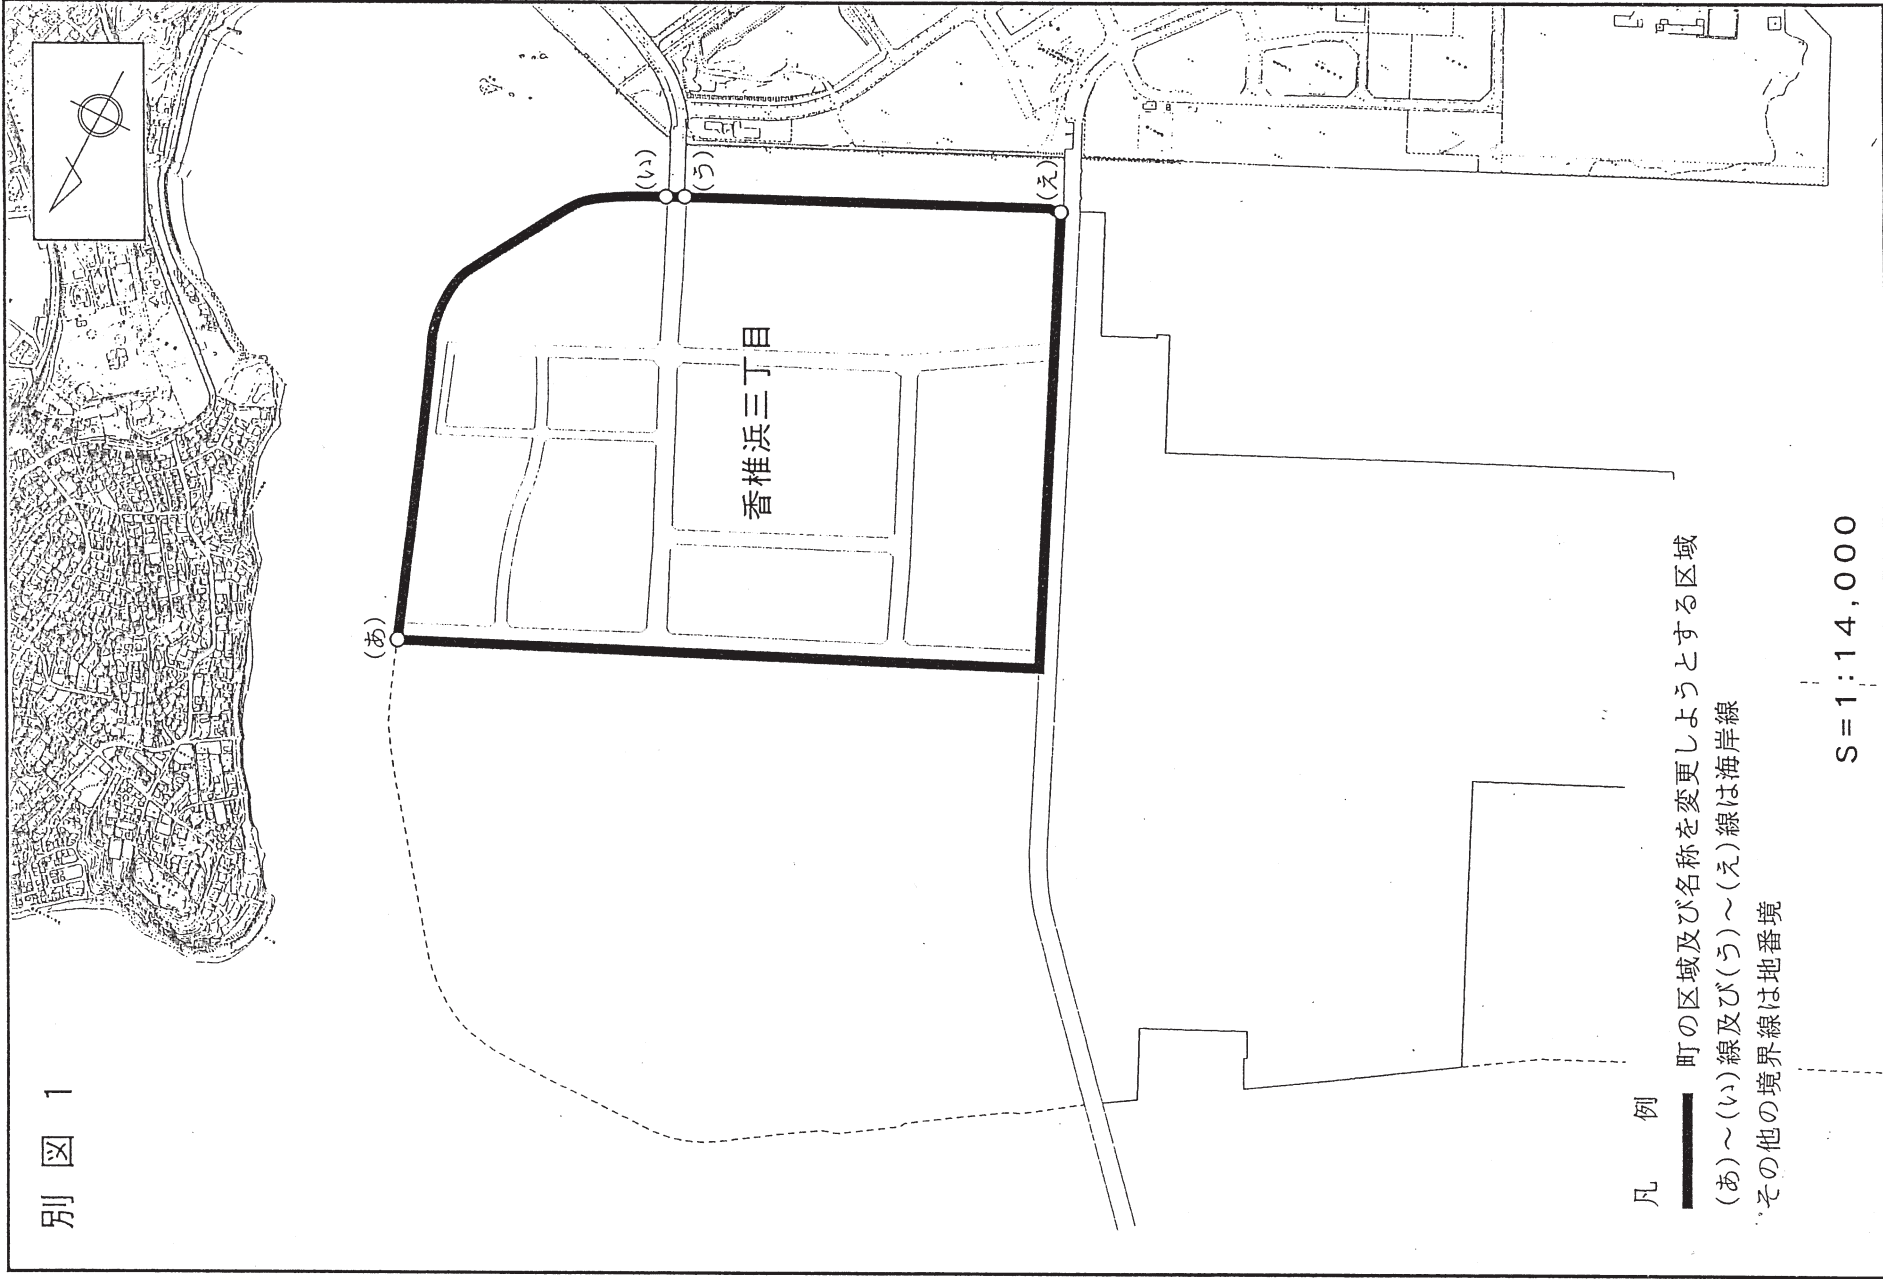 別図 1
(あ)
(い)
(う)
(え)
香椎浜三丁目
凡 例
町の区域及び名称を変更しようとする区域
(あ)～(い)線及び(う)～(え)線は海岸線
その他の境界線は地番境
S=1:14,000